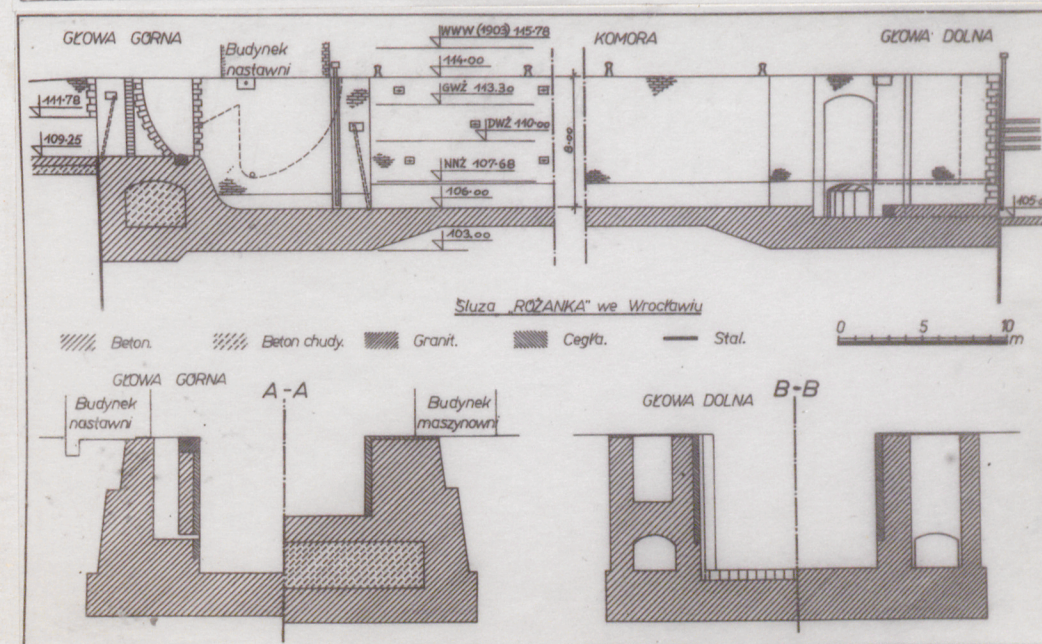 GŁOWA GÓRNA
Budynek
nastawni
WWW (1903) 115.78
114.00
GWŻ 113.30
DWŻ 110.00
NNŻ 107.68
106.00
103.00
8.00
KOMORA
GŁOWA DOLNA
111.78
109.25
Śluza „RÓŻANKA" we Wrocławiu
Beton.
Beton chudy.
Granit.
Cegła.
Stal.
0 5 10
m
GŁOWA GÓRNA
A-A
Budynek
nastawni
Budynek
maszynowni
GŁOWA DOLNA
B-B